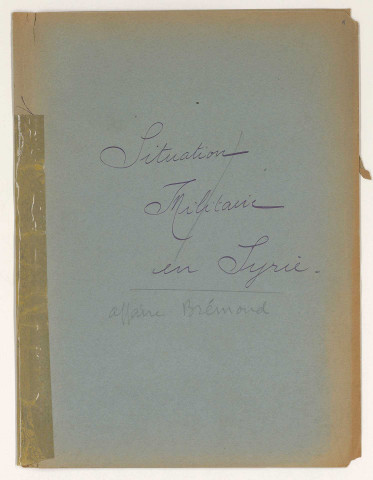 Situation
Militaire
en Syrie.
affaire Brémond